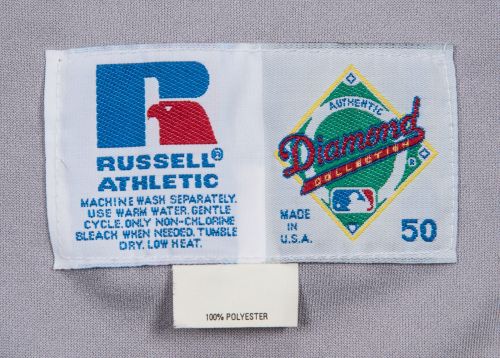 RUSSELL®
ATHLETIC
MACHINE WASH SEPARATELY.
USE WARM WATER. GENTLE
CYCLE. ONLY NON-CHLORINE
BLEACH WHEN NEEDED. TUMBLE
DRY. LOW HEAT.
AUTHENTIC
Diamond
COLLECTION
®
MADE
IN
U.S.A.
50
100% POLYESTER